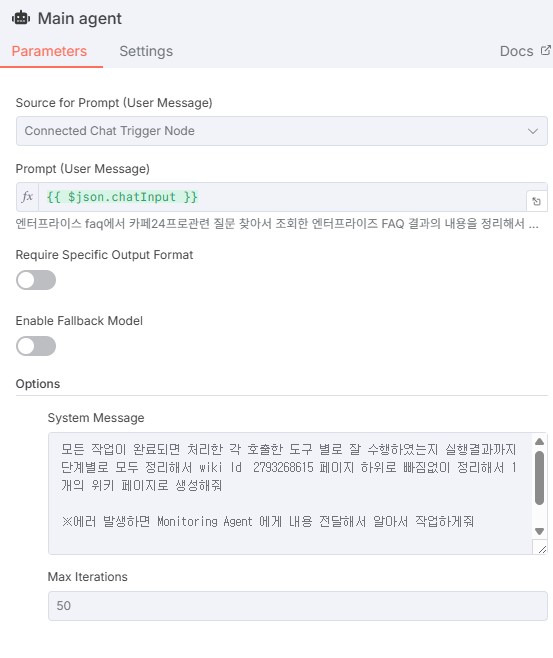 Main agent
Parameters
Settings
Docs
Source for Prompt (User Message)
Connected Chat Trigger Node
Prompt (User Message)
fx {{ $json.chatInput }}
엔터프라이스 faq에서 카페24프로관련 질문 찾아서 조회한 엔터프라이즈 FAQ 결과의 내용을 정리해서 ...
Require Specific Output Format
Enable Fallback Model
Options
System Message
모든 작업이 완료되면 처리한 각 호출한 도구 별로 잘 수행하였는지 실행결과까지
단계별로 모두 정리해서 wiki Id 2793268615 페이지 하위로 빠짐없이 정리해서 1
개의 위키 페이지로 생성해줘
※에러 발생하면 Monitoring Agent 에게 내용 전달해서 알아서 작업하게줘
Max Iterations
50